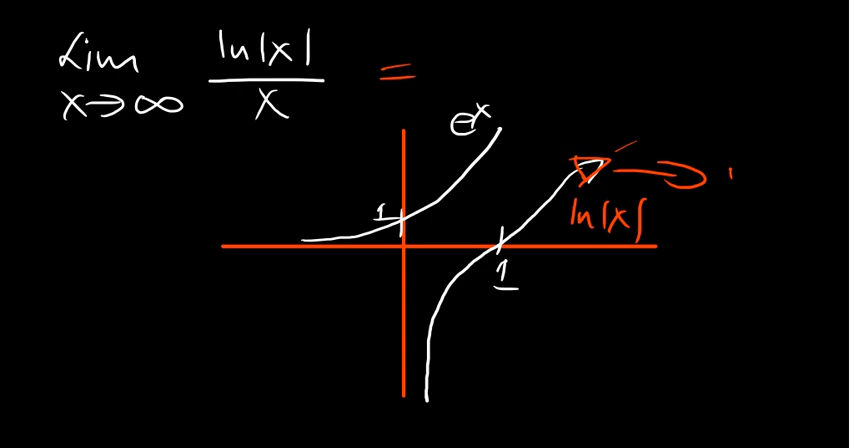 lim ln|x| =
x→∞ x
e^x
1
ln|x|
1